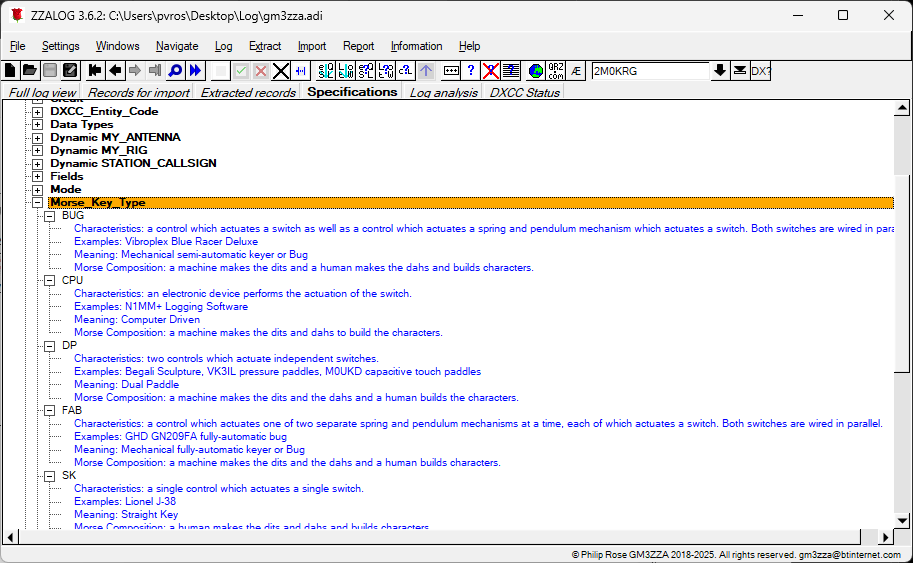 ZZALOG 3.6.2: C:\Users\pvros\Desktop\Log\gm3zza.adi
File Settings Windows Navigate Log Extract Import Report Information Help
QRZ .com Æ 2M0KRG DX?
Full log view Records for import Extracted records Specifications Log analysis DXCC Status
Credit
DXCC_Entity_Code
Data Types
Dynamic MY_ANTENNA
Dynamic MY_RIG
Dynamic STATION_CALLSIGN
Fields
Mode
Morse_Key_Type
BUG
Characteristics: a control which actuates a switch as well as a control which actuates a spring and pendulum mechanism which actuates a switch. Both switches are wired in para
Examples: Vibroplex Blue Racer Deluxe
Meaning: Mechanical semi-automatic keyer or Bug
Morse Composition: a machine makes the dits and a human makes the dahs and builds characters.
CPU
Characteristics: an electronic device performs the actuation of the switch.
Examples: N1MM+ Logging Software
Meaning: Computer Driven
Morse Composition: a machine makes the dits and dahs to build the characters.
DP
Characteristics: two controls which actuate independent switches.
Examples: Begali Sculpture, VK3IL pressure paddles, M0UKD capacitive touch paddles
Meaning: Dual Paddle
Morse Composition: a machine makes the dits and the dahs and a human builds the characters.
FAB
Characteristics: a control which actuates one of two separate spring and pendulum mechanisms at a time, each of which actuates a switch. Both switches are wired in parallel.
Examples: GHD GN209FA fully-automatic bug
Meaning: Mechanical fully-automatic keyer or Bug
Morse Composition: a machine makes the dits and the dahs and a human builds characters.
SK
Characteristics: a single control which actuates a single switch.
Examples: Lionel J-38
Meaning: Straight Key
Morse Composition: a human makes the dits and dahs and builds characters.
© Philip Rose GM3ZZA 2018-2025. All rights reserved. gm3zza@btinternet.com